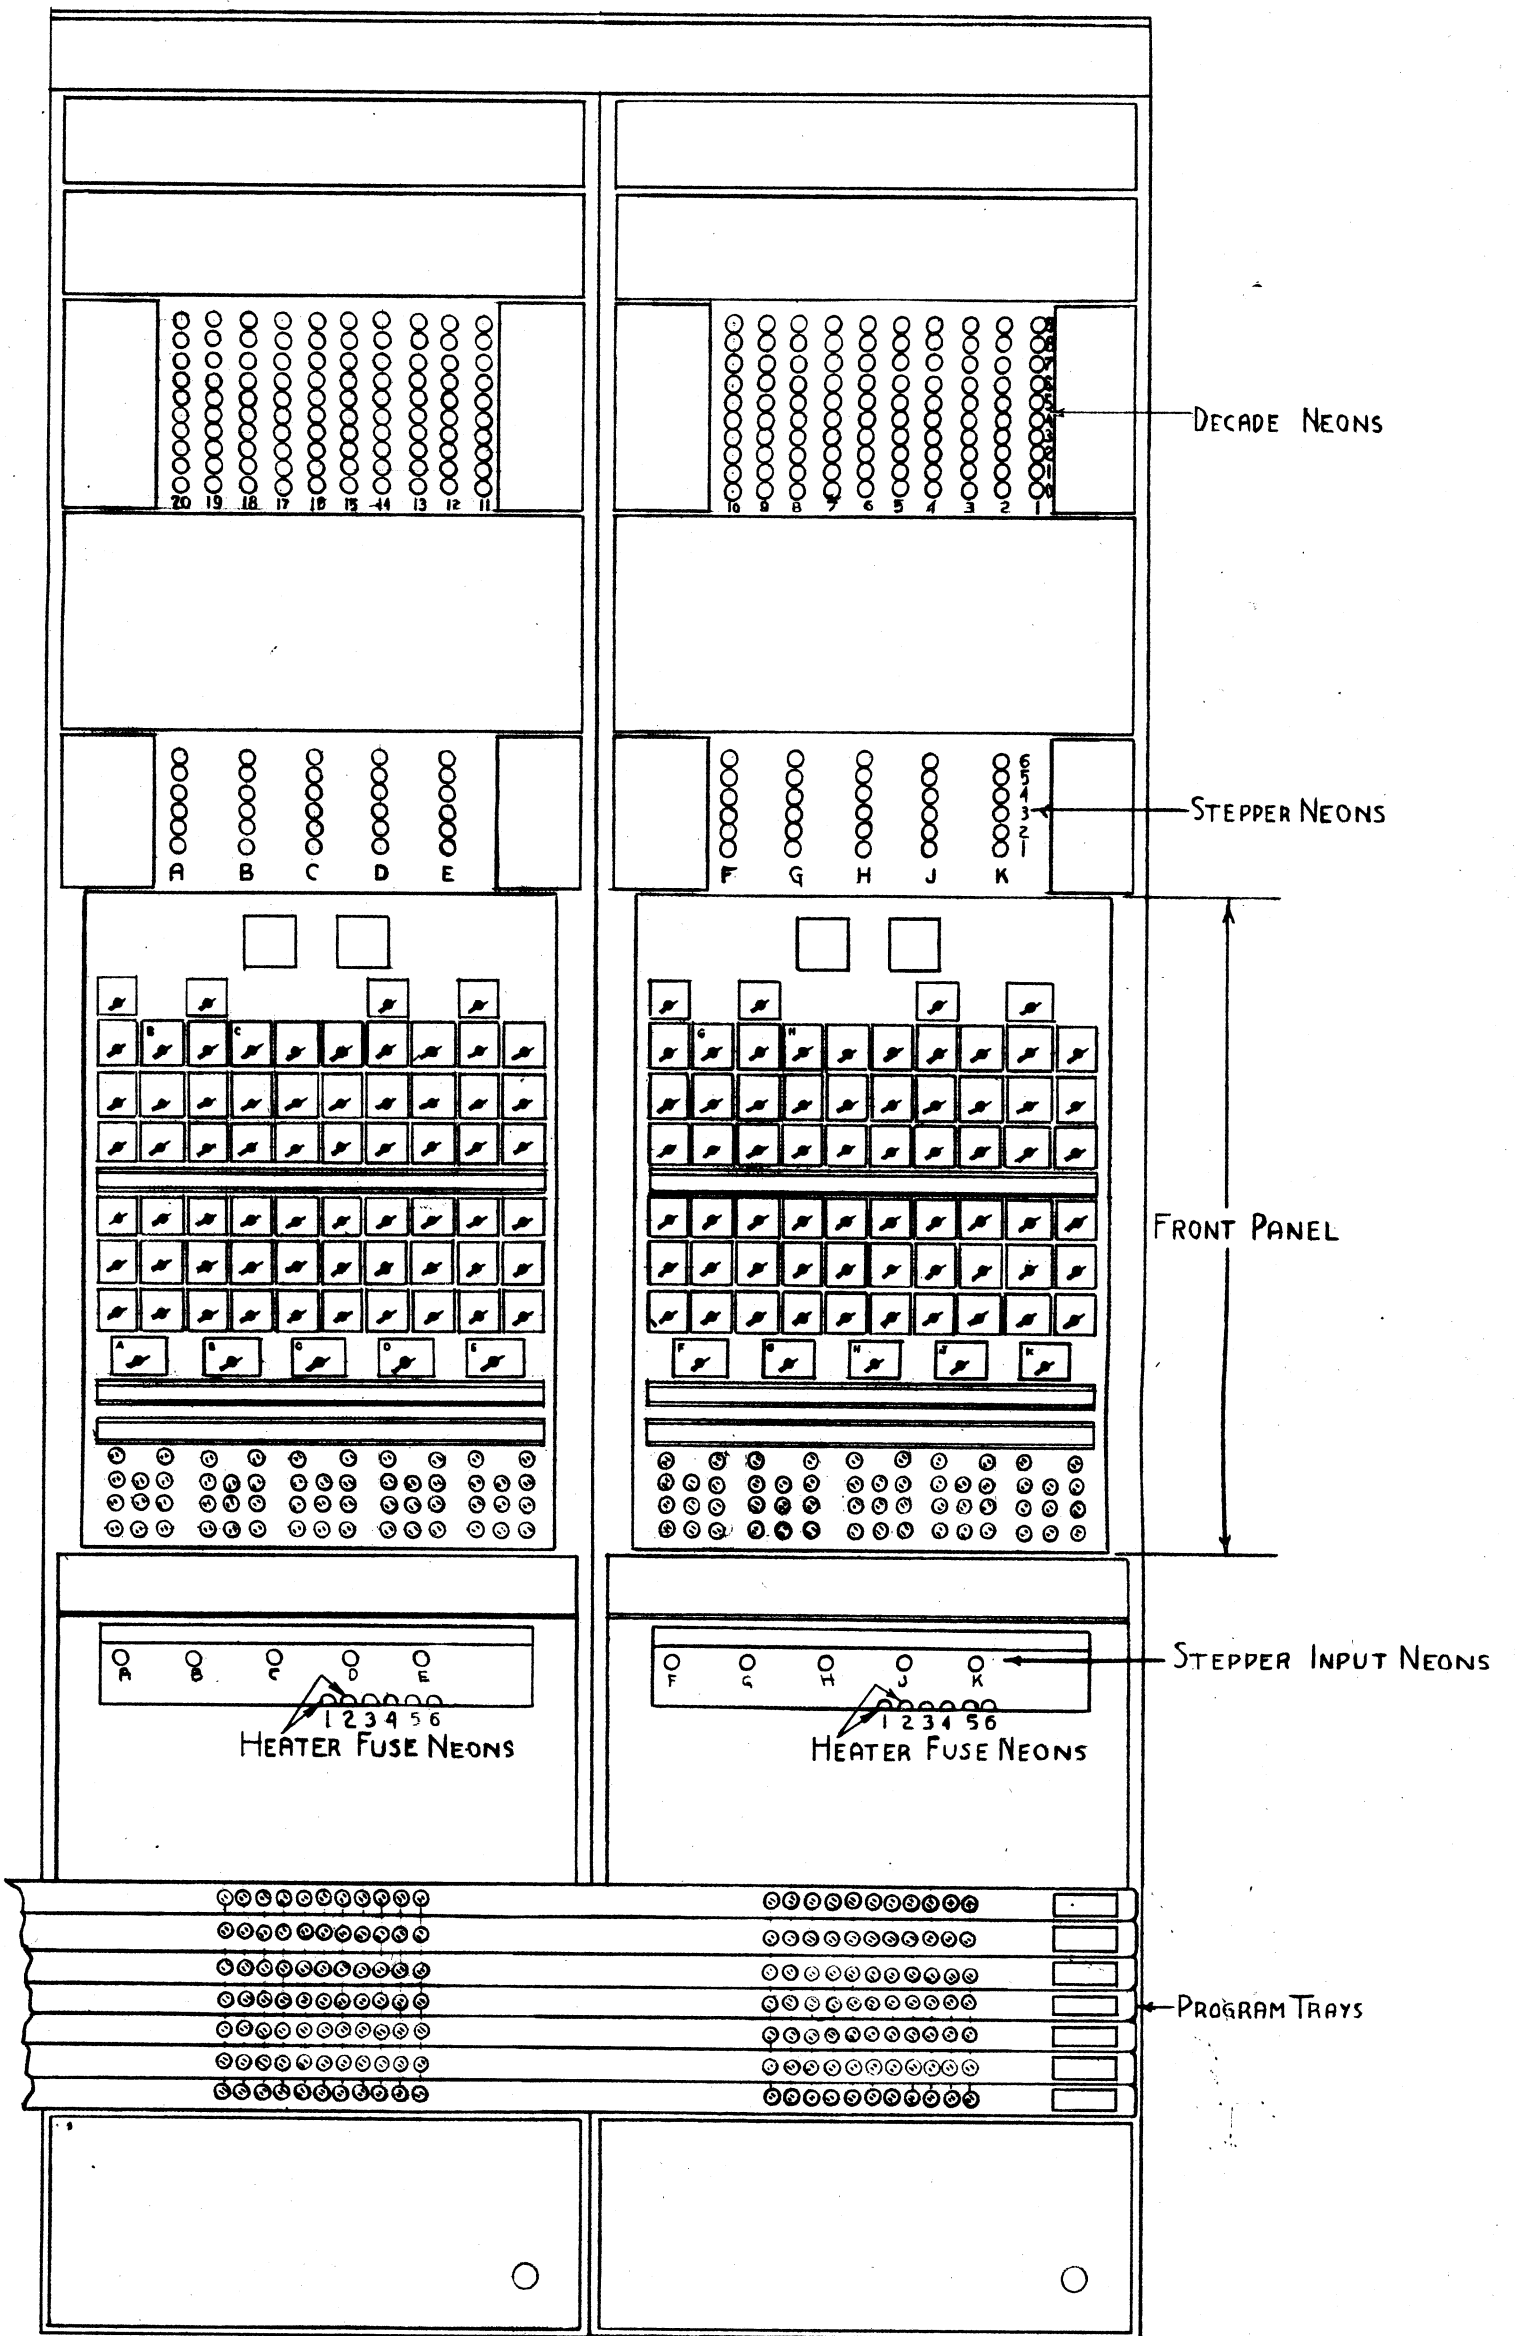 9
8
7
6
5
4
3
2
1
0
20 19 18 17 16 15 14 13 12 11
10 9 8 7 6 5 4 3 2 1
DECADE NEONS
6
5
4
3
2
1
STEPPER NEONS
A B C D E
F G H J K
B C
G H
FRONT PANEL
A B C D E
F G H J K
STEPPER INPUT NEONS
A B C D E
F G H J K
1 2 3 4 5 6
1 2 3 4 5 6
HEATER FUSE NEONS
HEATER FUSE NEONS
PROGRAM TRAYS